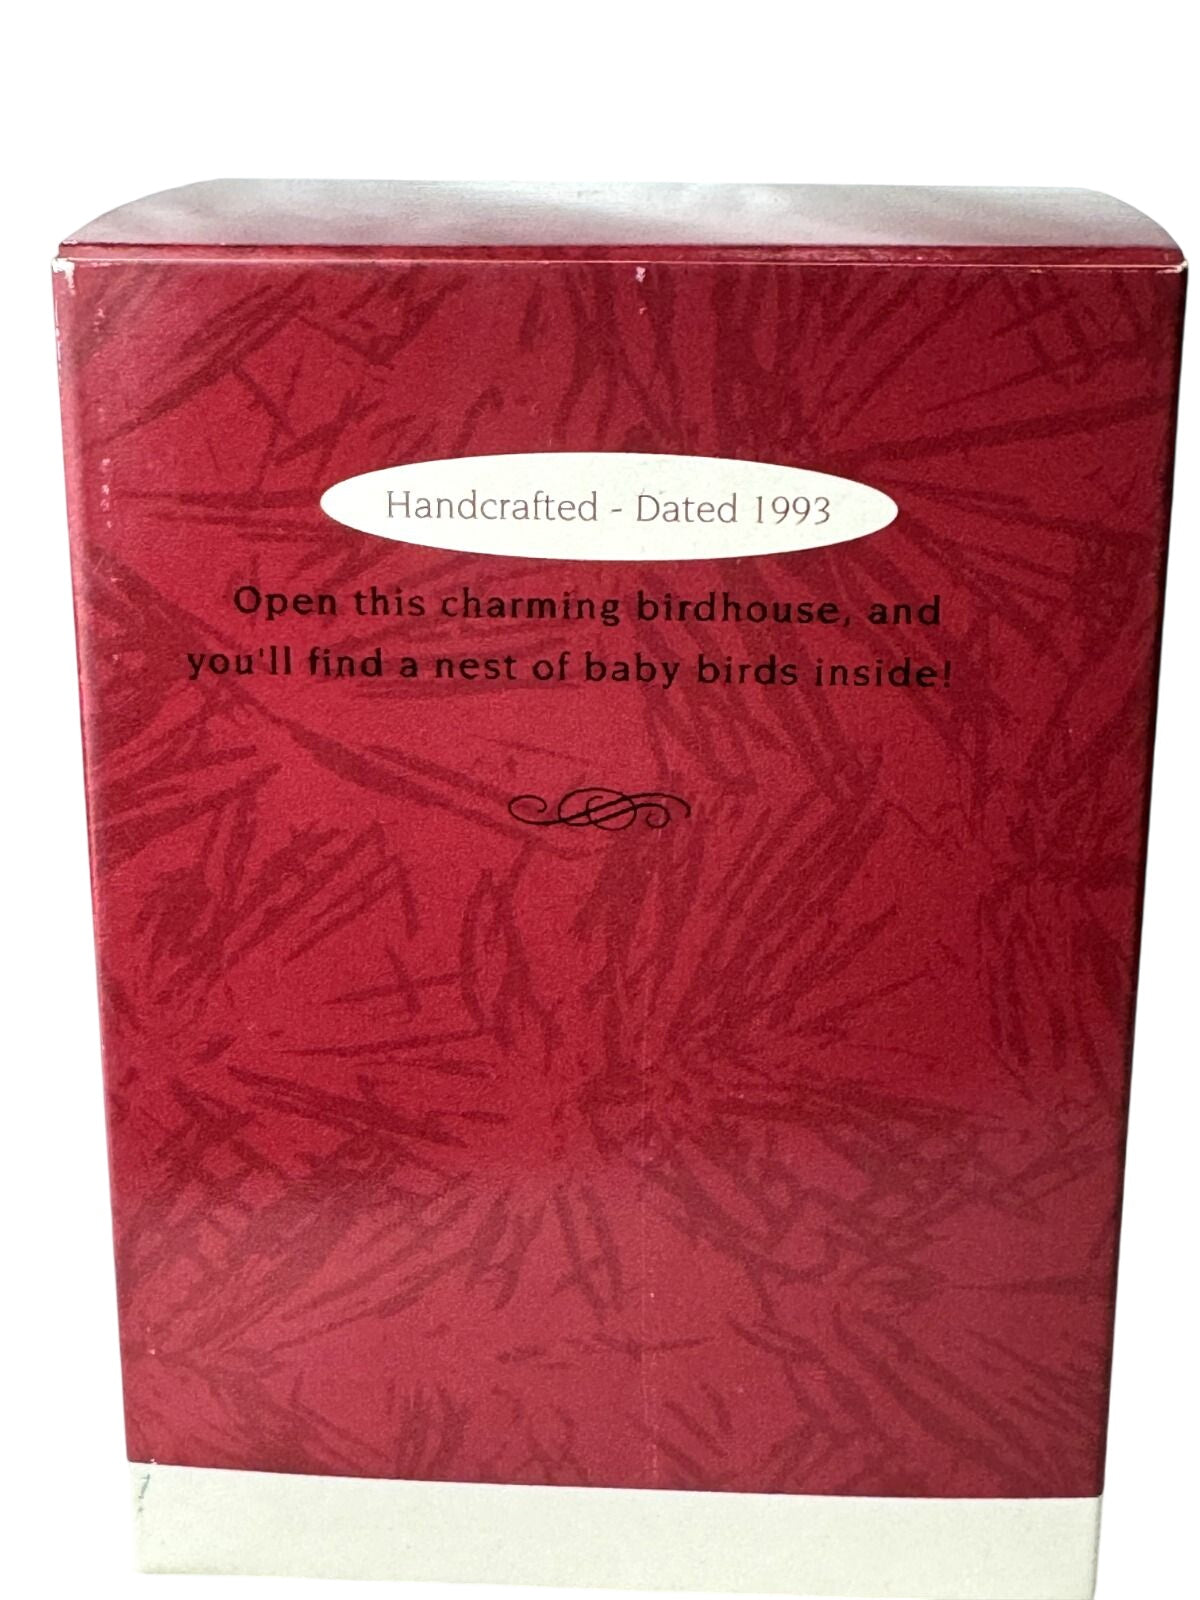 Handcrafted - Dated 1993
Open this charming birdhouse, and
you'll find a nest of baby birds inside!